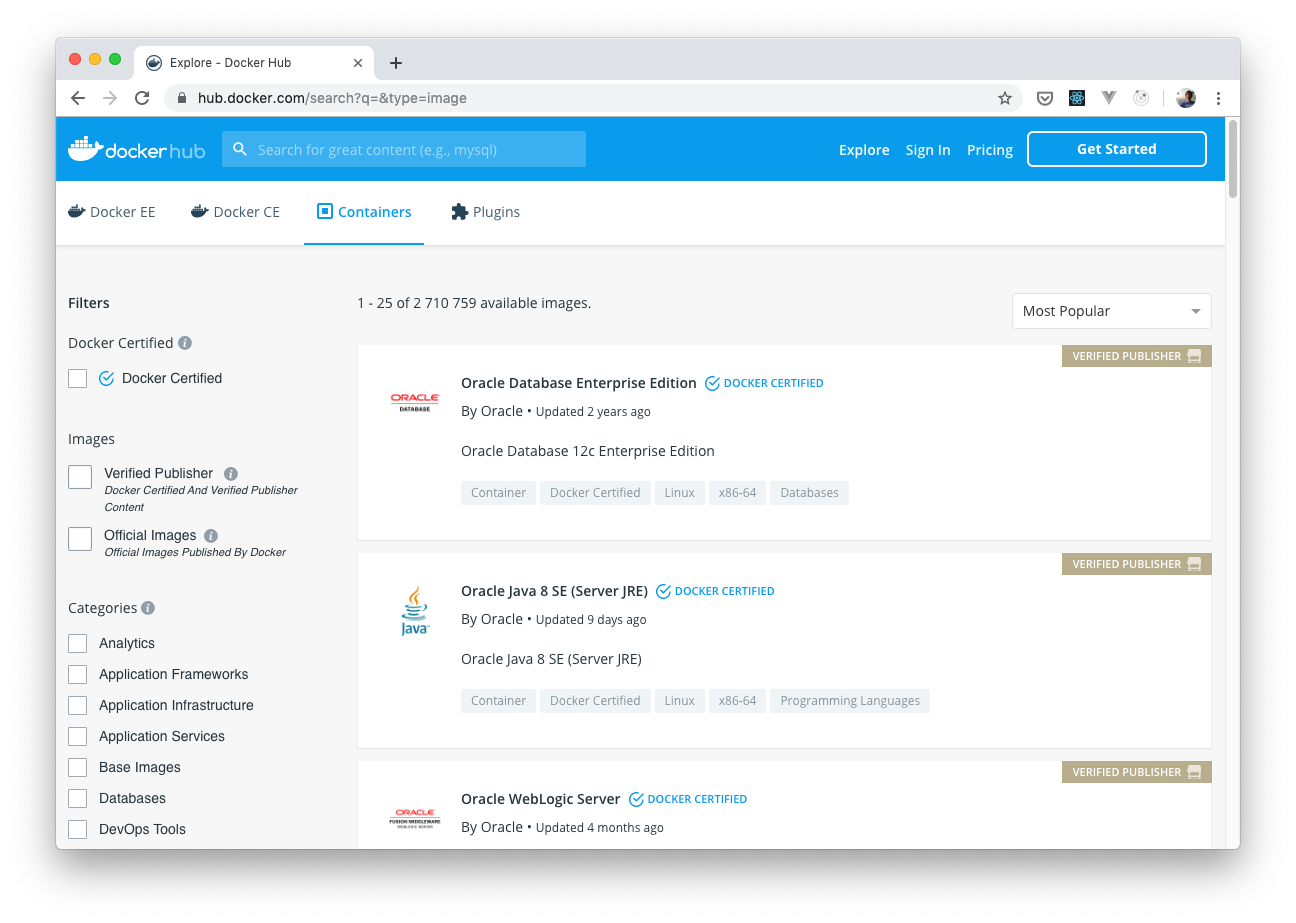 Explore - Docker Hub
hub.docker.com/search?q=&type=image
docker hub
Search for great content (e.g., mysql)
Explore
Sign In
Pricing
Get Started
Docker EE
Docker CE
Containers
Plugins
Filters
Docker Certified
Docker Certified
Images
Verified Publisher
Docker Certified And Verified Publisher
Content
Official Images
Official Images Published By Docker
Categories
Analytics
Application Frameworks
Application Infrastructure
Application Services
Base Images
Databases
DevOps Tools
1 - 25 of 2 710 759 available images.
Most Popular
VERIFIED PUBLISHER
ORACLE
DATABASE
Oracle Database Enterprise Edition DOCKER CERTIFIED
By Oracle • Updated 2 years ago
Oracle Database 12c Enterprise Edition
Container Docker Certified Linux x86-64 Databases
VERIFIED PUBLISHER
Java
Oracle Java 8 SE (Server JRE) DOCKER CERTIFIED
By Oracle • Updated 9 days ago
Oracle Java 8 SE (Server JRE)
Container Docker Certified Linux x86-64 Programming Languages
VERIFIED PUBLISHER
ORACLE
FUSION MIDDLEWARE
WEBLOGIC SERVER
Oracle WebLogic Server DOCKER CERTIFIED
By Oracle • Updated 4 months ago